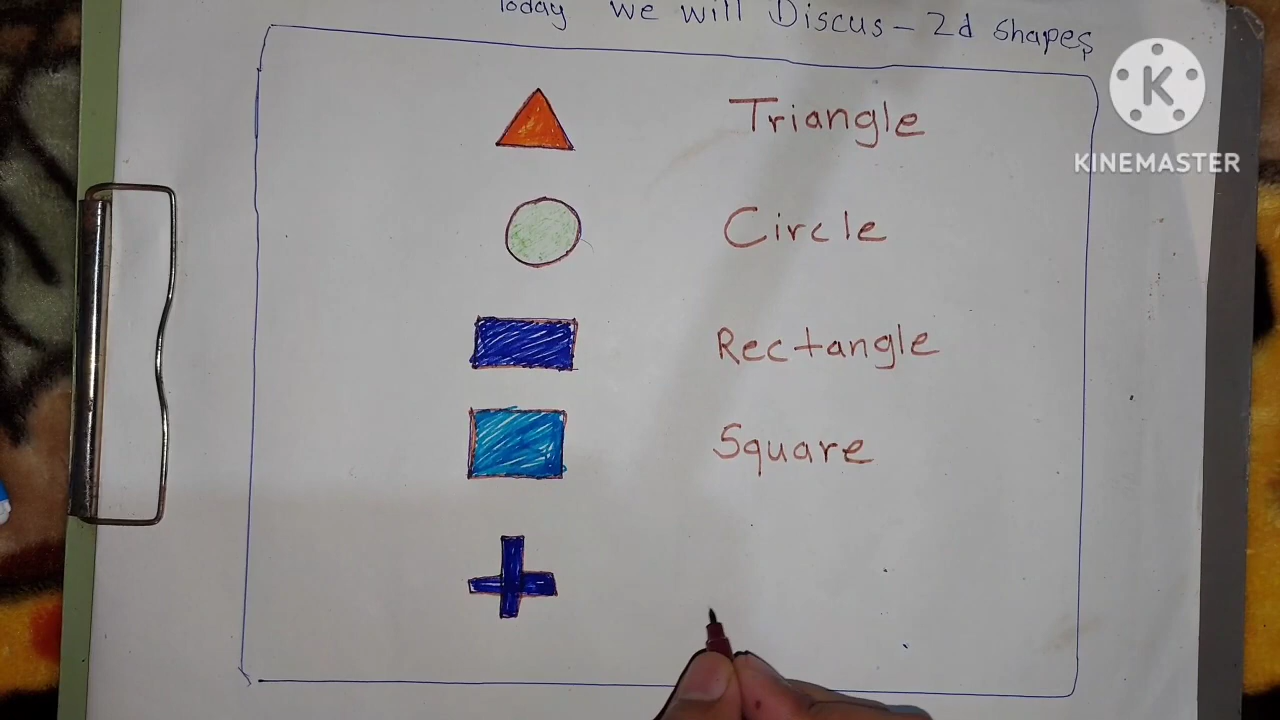 Today we will Discus - 2d shapes
K
KINEMASTER
Triangle
Circle
Rectangle
Square